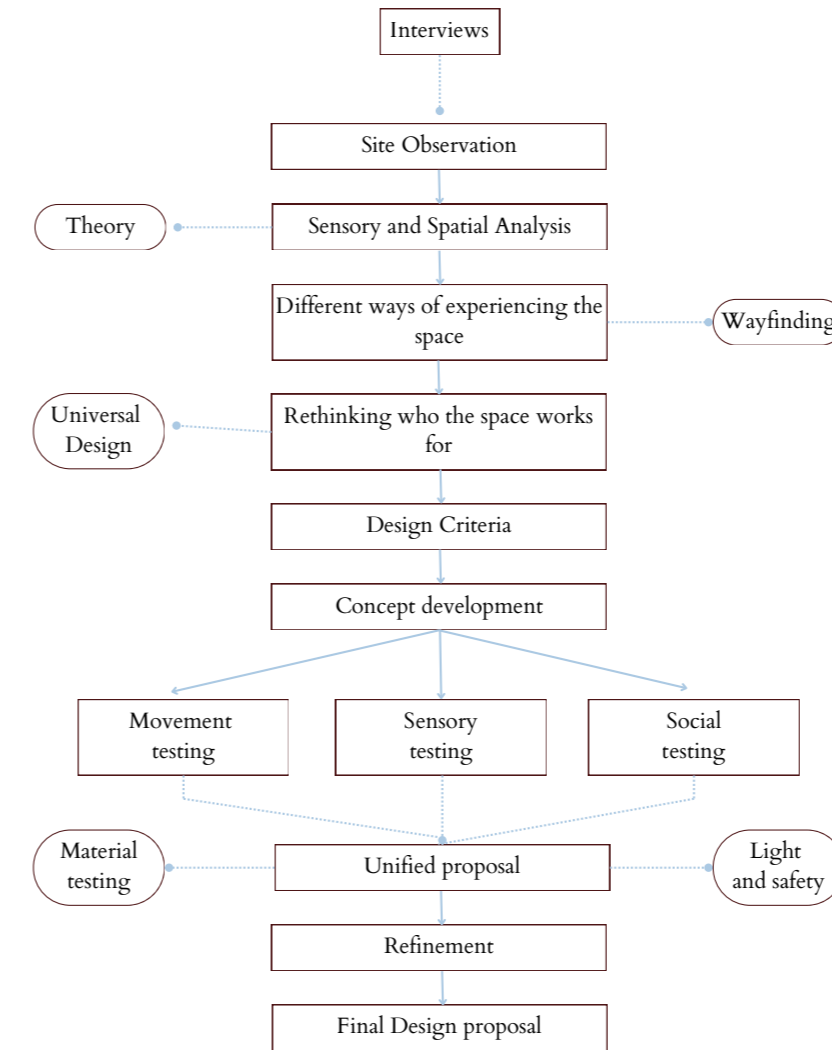 Interviews
Site Observation
Theory
Sensory and Spatial Analysis
Different ways of experiencing the
space
Wayfinding
Universal
Design
Rethinking who the space works
for
Design Criteria
Concept development
Movement
testing
Sensory
testing
Social
testing
Material
testing
Unified proposal
Light
and safety
Refinement
Final Design proposal